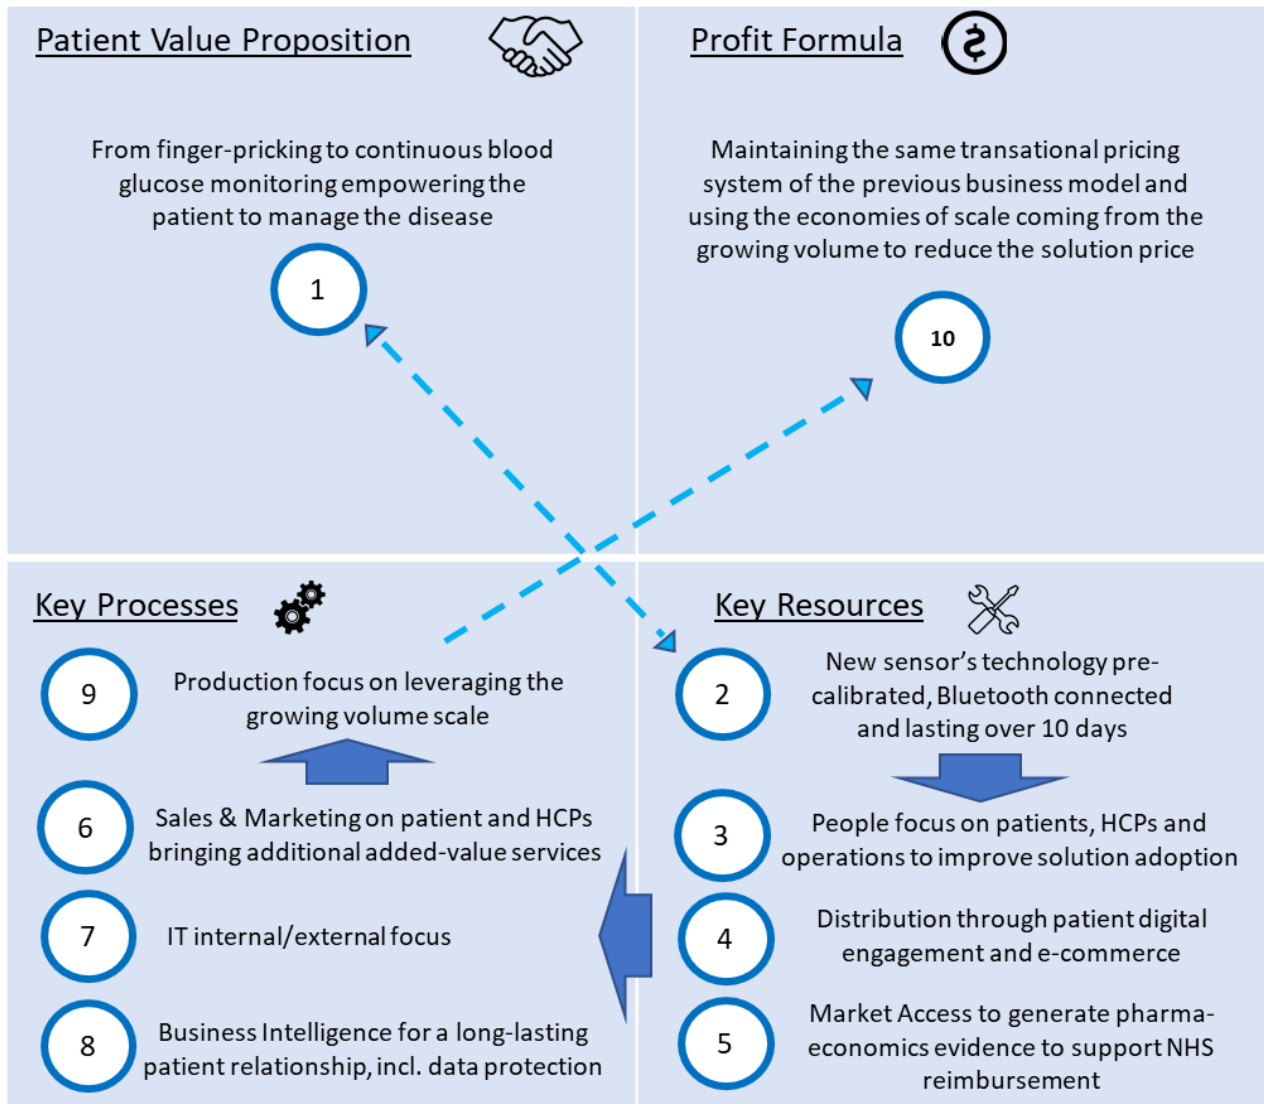 Patient Value Proposition
From finger-pricking to continuous blood
glucose monitoring empowering the
patient to manage the disease
1
Profit Formula
Maintaining the same transational pricing
system of the previous business model and
using the economies of scale coming from the
growing volume to reduce the solution price
10
Key Processes
9
Production focus on leveraging the
growing volume scale
6
Sales & Marketing on patient and HCPs
bringing additional added-value services
7
IT internal/external focus
8
Business Intelligence for a long-lasting
patient relationship, incl. data protection
Key Resources
2
New sensor’s technology pre-
calibrated, Bluetooth connected
and lasting over 10 days
3
People focus on patients, HCPs and
operations to improve solution adoption
4
Distribution through patient digital
engagement and e-commerce
5
Market Access to generate pharma-
economics evidence to support NHS
reimbursement